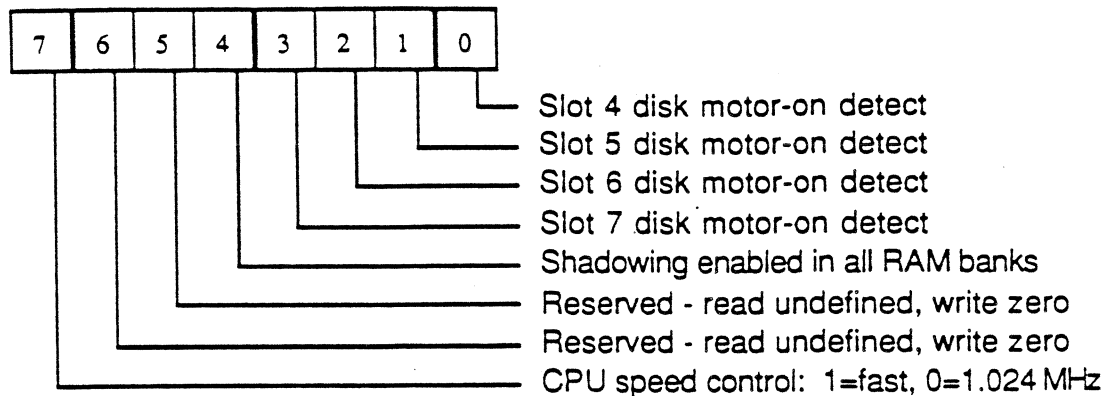 7 6 5 4 3 2 1 0
Slot 4 disk motor-on detect
Slot 5 disk motor-on detect
Slot 6 disk motor-on detect
Slot 7 disk motor-on detect
Shadowing enabled in all RAM banks
Reserved - read undefined, write zero
Reserved - read undefined, write zero
CPU speed control: 1=fast, 0=1.024 MHz